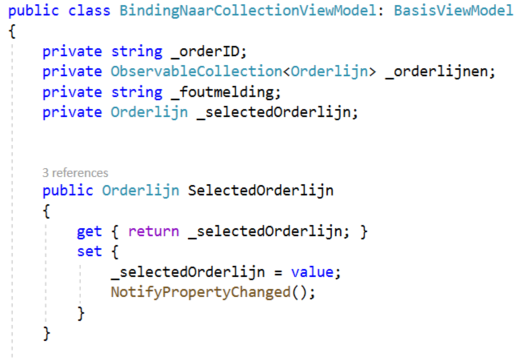 public class BindingNaarCollectionViewModel: BasisViewModel
{
    private string _orderID;
    private ObservableCollection<Orderlijn> _orderlijnen;
    private string _foutmelding;
    private Orderlijn _selectedOrderlijn;
    3 references
    public Orderlijn SelectedOrderlijn
    {
        get { return _selectedOrderlijn; }
        set {
            _selectedOrderlijn = value;
            NotifyPropertyChanged();
        }
    }